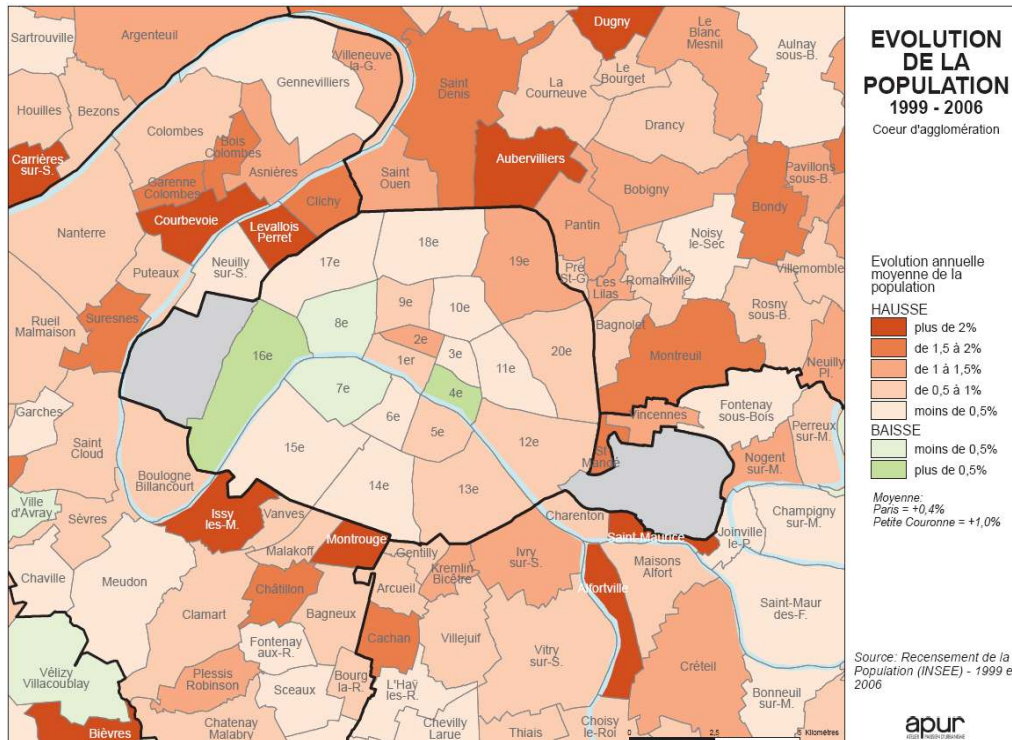 EVOLUTION
DE LA
POPULATION
1999 - 2006
Coeur d'agglomération
Evolution annuelle
moyenne de la
population
HAUSSE
plus de 2%
de 1,5 à 2%
de 1 à 1,5%
de 0,5 à 1%
moins de 0,5%
BAISSE
moins de 0,5%
plus de 0,5%
Moyenne:
Paris = +0,4%
Petite Couronne = +1,0%
Source: Recensement de la
Population (INSEE) - 1999 e
2006
apur
ATELIER PARISIEN D'URBANISME
Sartrouville
Argenteuil
Villeneuve
la-G.
Gennevilliers
Saint
Denis
Dugny
Le
Blanc
Mesnil
Aulnay
sous-B.
Le
Bourget
La
Courneuve
Houilles
Bezons
Colombes
Bois
Colombes
Drancy
Carrières
sur-S.
Garenne
Colombes
Asnières
Saint
Ouen
Aubervilliers
Bobigny
Pavillons
sous-B.
Bondy
Courbevoie
Levallois
Perret
Clichy
Nanterre
Puteaux
Neuilly
sur-S.
17e
18e
19e
Pantin
Noisy
le-Sec
Pré
St-G.
Les
Lilas
Romainville
Villemomble
Suresnes
Rueil
Malmaison
16e
8e
9e
10e
2e
1er
3e
11e
20e
Bagnolet
Rosny
sous-B.
Montreuil
Neuilly
Pl.
7e
4e
6e
5e
12e
15e
14e
13e
Garches
Saint
Cloud
Boulogne
Billancourt
Vincennes
St
Mandé
Fontenay
sous-Bois
Perreux
sur-M.
Nogent
sur-M.
Ville
d'Avray
Sèvres
Issy
les-M.
Vanves
Malakoff
Montrouge
Gentilly
Charenton
Saint-Maurice
Joinville
le-P.
Champigny
sur-M.
Chaville
Meudon
Clamart
Châtillon
Bagneux
Arcueil
Kremlin
Bicêtre
Ivry
sur-S.
Alfortville
Maisons
Alfort
Saint-Maur
des-F.
Fontenay
aux-R.
Cachan
Villejuif
Vitry
sur-S.
Créteil
Vélizy
Villacoublay
Plessis
Robinson
Sceaux
Bourg
la-R.
L'Haÿ
les-R.
Bonneuil
sur-M.
Bièvres
Chatenay
Malabry
Chevilly
Larue
Thiais
Choisy
le-Roi
0
2,5
5 Kilomètres